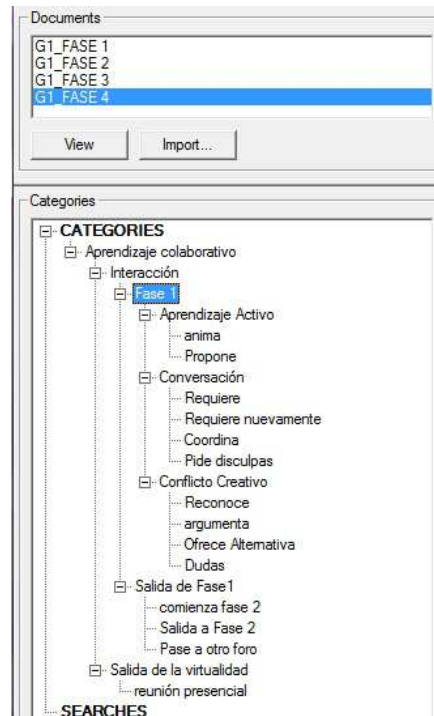 Documents
G1_FASE 1
G1_FASE 2
G1_FASE 3
G1_FASE 4
View Import...
Categories
CATEGORIES
Aprendizaje colaborativo
Interacción
Fase 1
Aprendizaje Activo
anima
Propone
Conversación
Requiere
Requiere nuevamente
Coordina
Pide disculpas
Conflicto Creativo
Reconoce
argumenta
Ofrece Alternativa
Dudas
Salida de Fase1
comienza fase 2
Salida a Fase 2
Pase a otro foro
Salida de la virtualidad
reunión presencial
SEARCHES